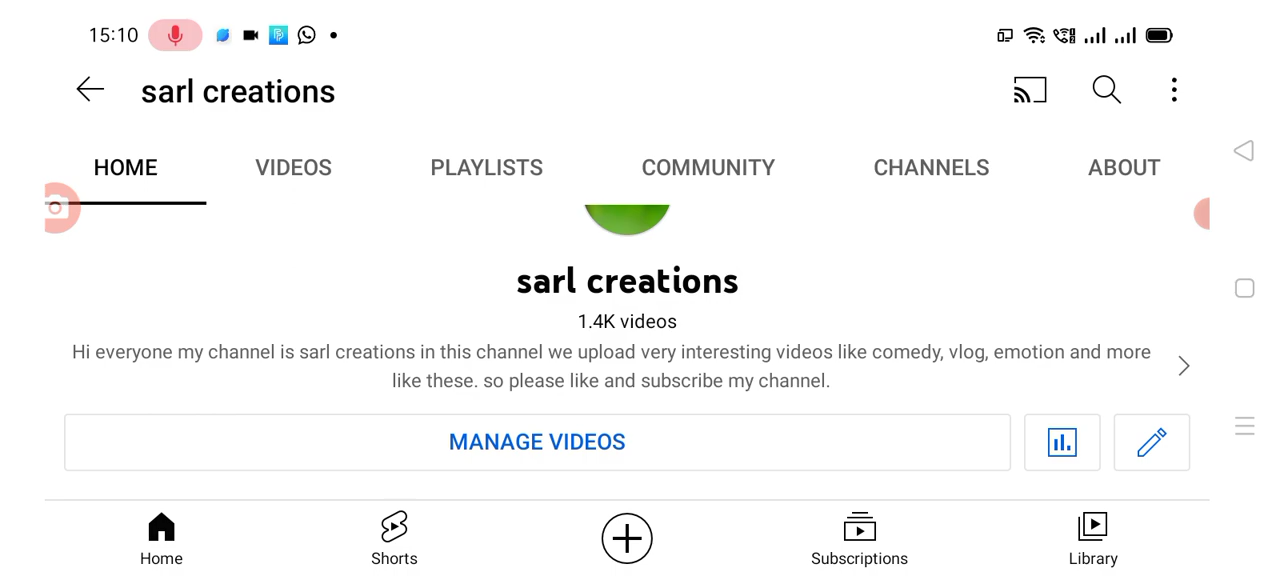 15:10
sarl creations
HOME VIDEOS PLAYLISTS COMMUNITY CHANNELS ABOUT
sarl creations
1.4K videos
Hi everyone my channel is sarl creations in this channel we upload very interesting videos like comedy, vlog, emotion and more
like these. so please like and subscribe my channel.
MANAGE VIDEOS
Home Shorts Subscriptions Library